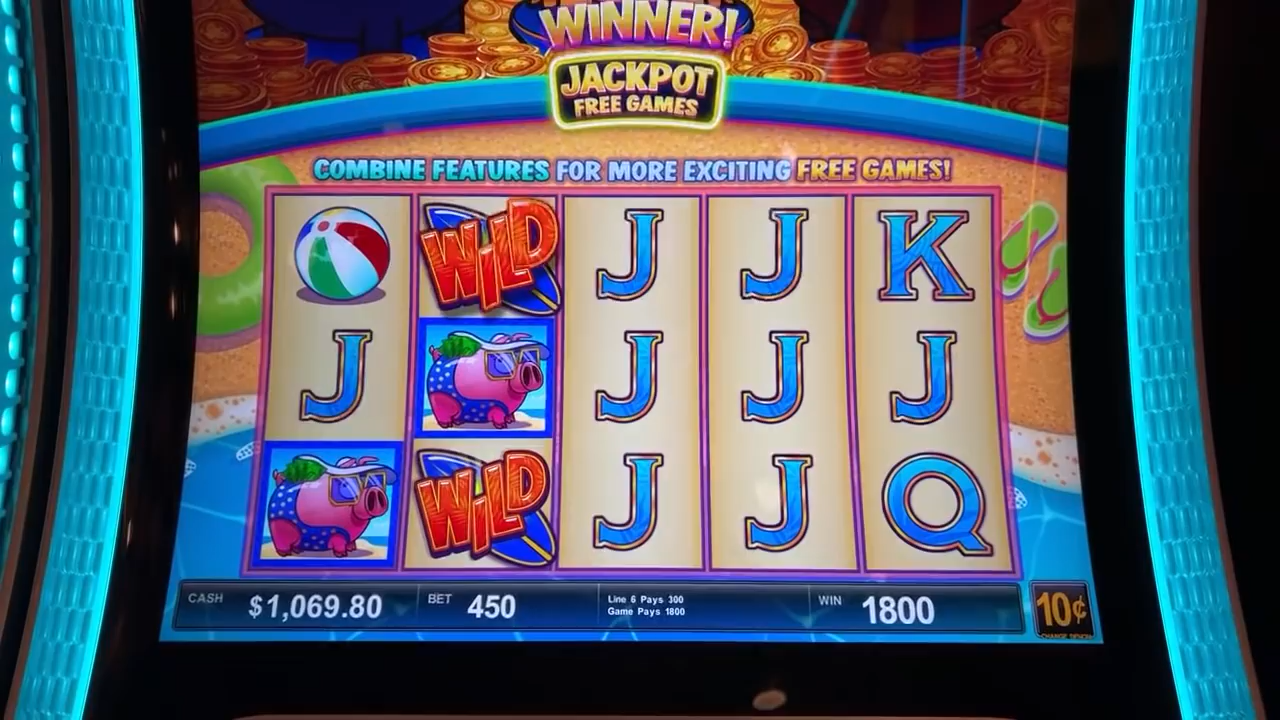 WINNER!
JACKPOT
FREE GAMES
COMBINE FEATURES FOR MORE EXCITING FREE GAMES!
WILD J J K
J J J J
WILD J J Q
CASH $1,069.80 BET 450 Line 6 Pays 300
Game Pays 1800
WIN 1800 10¢